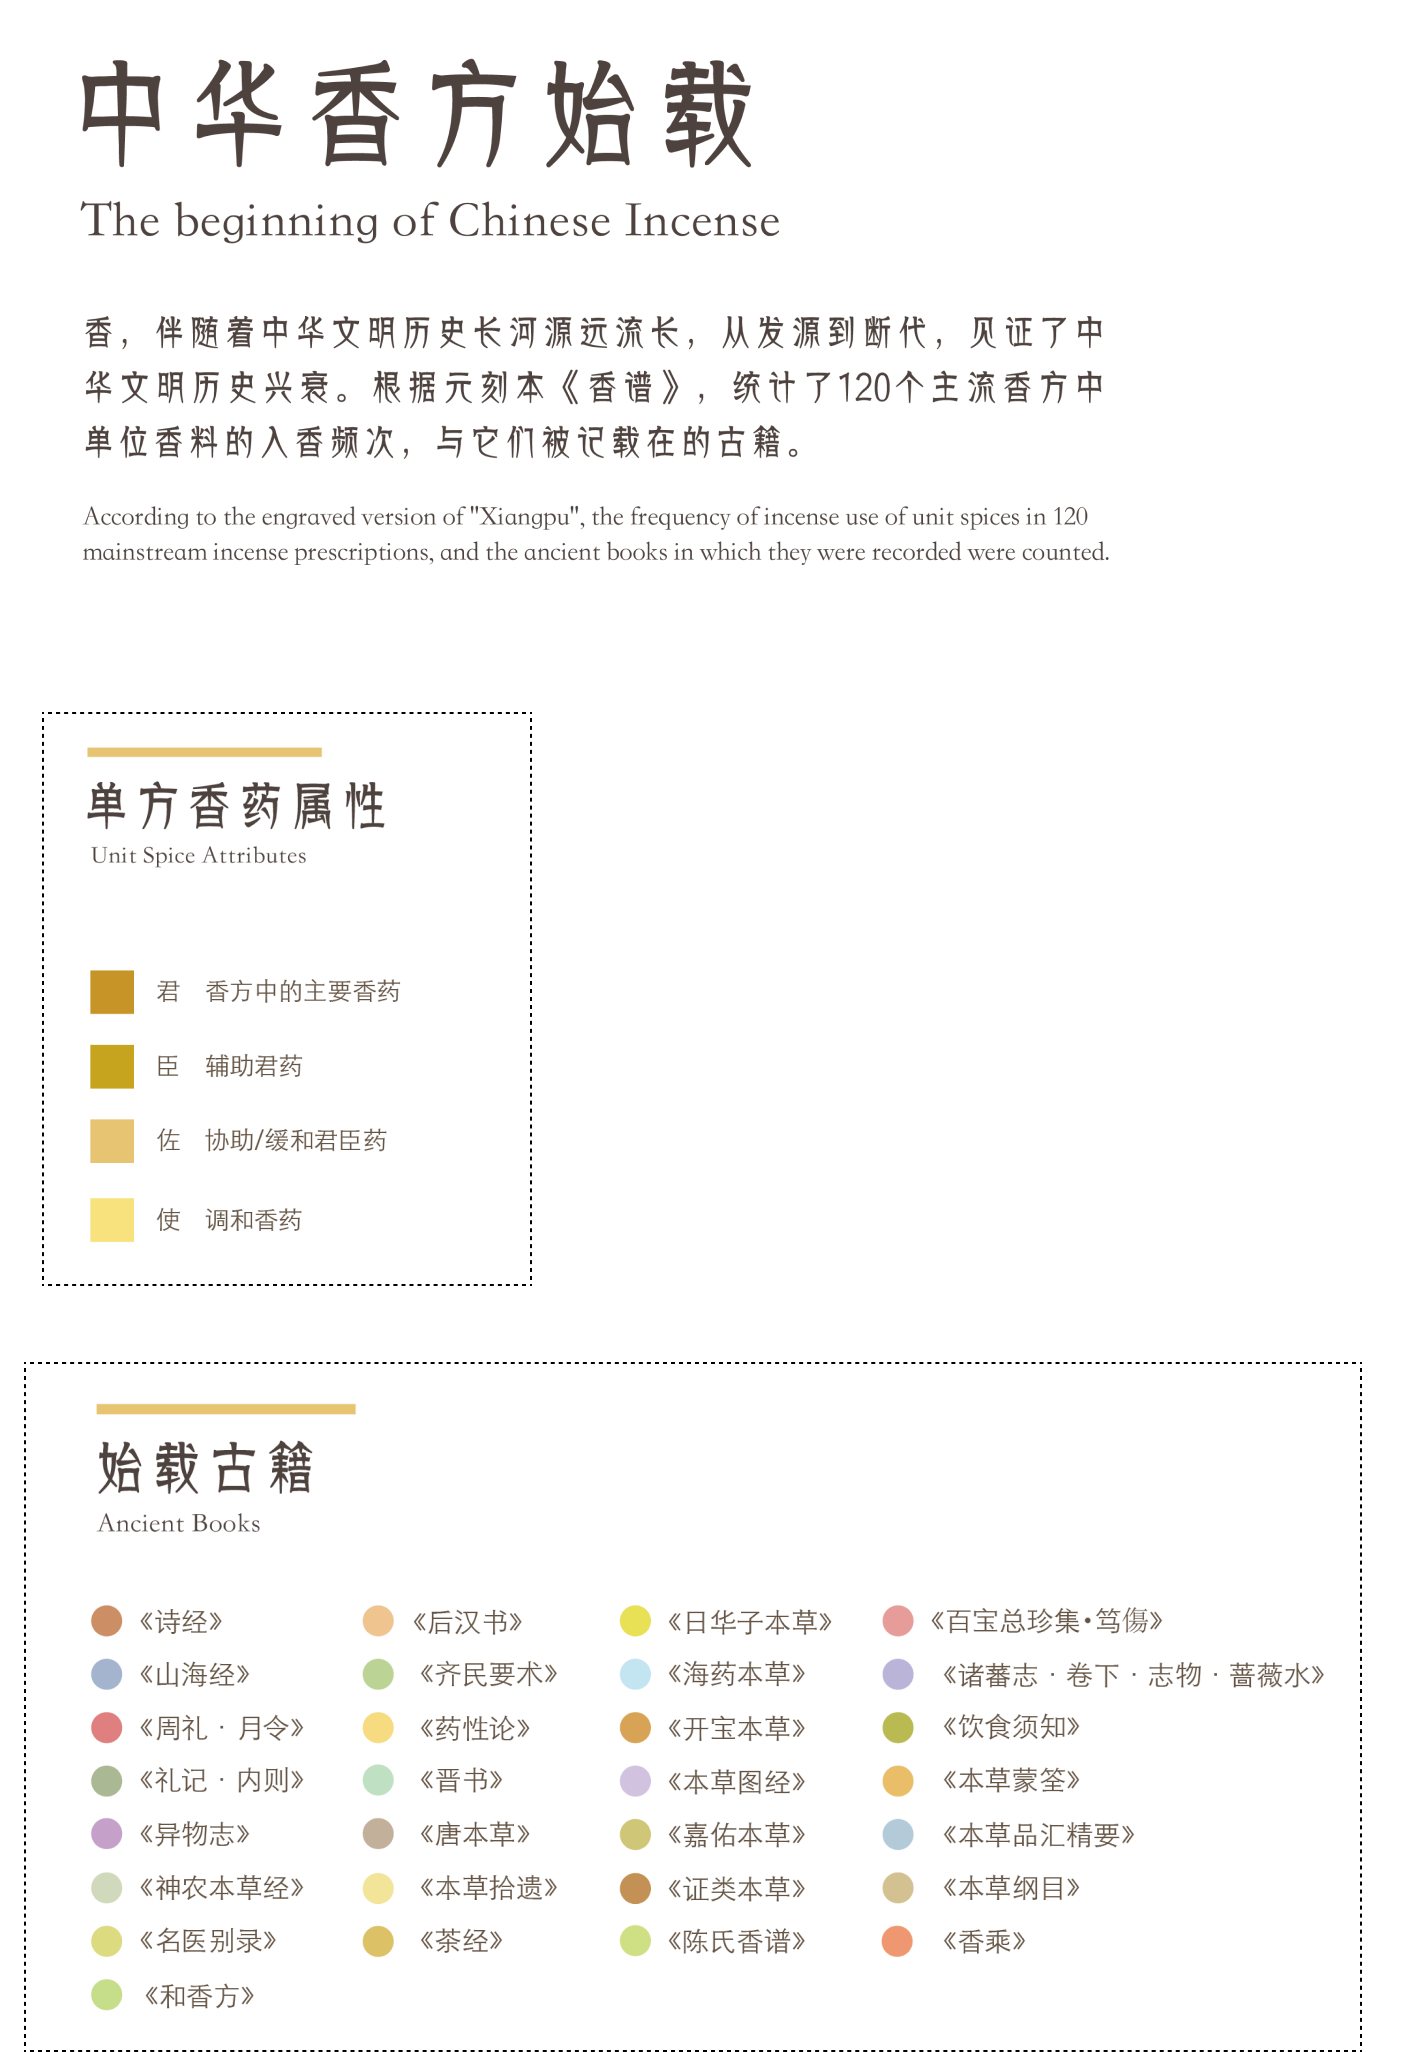 中华香方始载
The beginning of Chinese Incense
香，伴随着中华文明历史长河源远流长，从发源到断代，见证了中
华文明历史兴衰。根据元刻本《香谱》，统计了120个主流香方中
单位香料的入香频次，与它们被记载在的古籍。
According to the engraved version of "Xiangpu", the frequency of incense use of unit spices in 120
mainstream incense prescriptions, and the ancient books in which they were recorded were counted.
单方香药属性
Unit Spice Attributes
君 香方中的主要香药
臣 辅助君药
佐 协助/缓和君臣药
使 调和香药
始载古籍
Ancient Books
《诗经》
《山海经》
《周礼·月令》
《礼记·内则》
《异物志》
《神农本草经》
《名医别录》
《和香方》
《后汉书》
《齐民要术》
《药性论》
《晋书》
《唐本草》
《本草拾遗》
《茶经》
《日华子本草》
《海药本草》
《开宝本草》
《本草图经》
《嘉佑本草》
《证类本草》
《陈氏香谱》
《百宝总珍集•笃傷》
《诸蕃志·卷下·志物·蔷薇水》
《饮食须知》
《本草蒙筌》
《本草品汇精要》
《本草纲目》
《香乘》